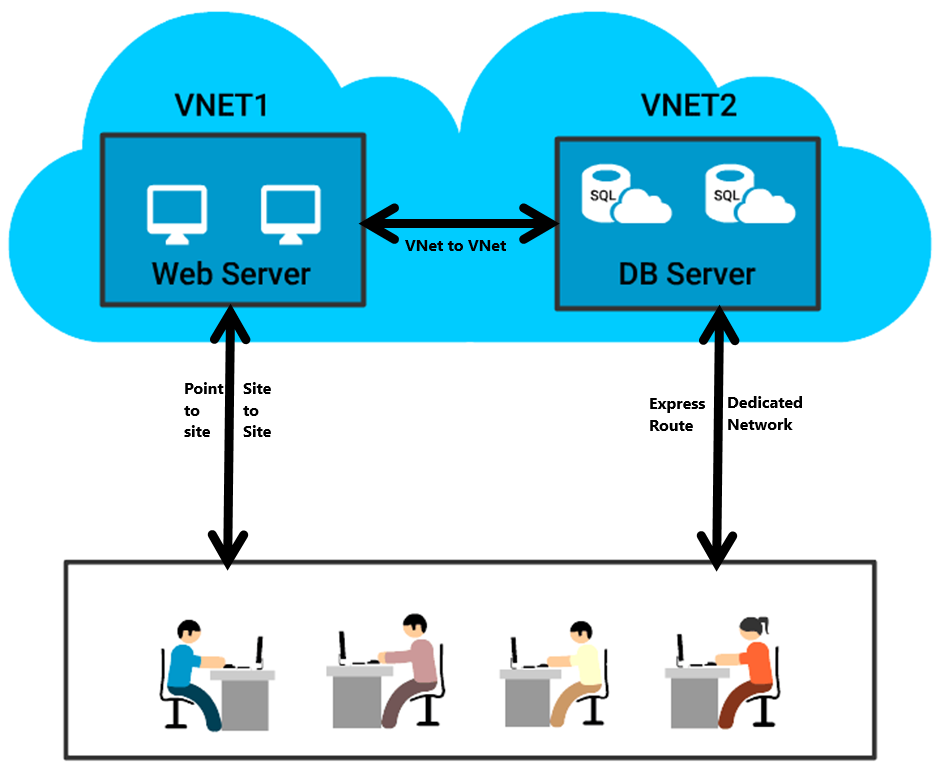 VNET1
VNET2
SQL
SQL
VNet to VNet
Web Server
DB Server
Point
to
site
Site
to
Site
Express
Route
Dedicated
Network